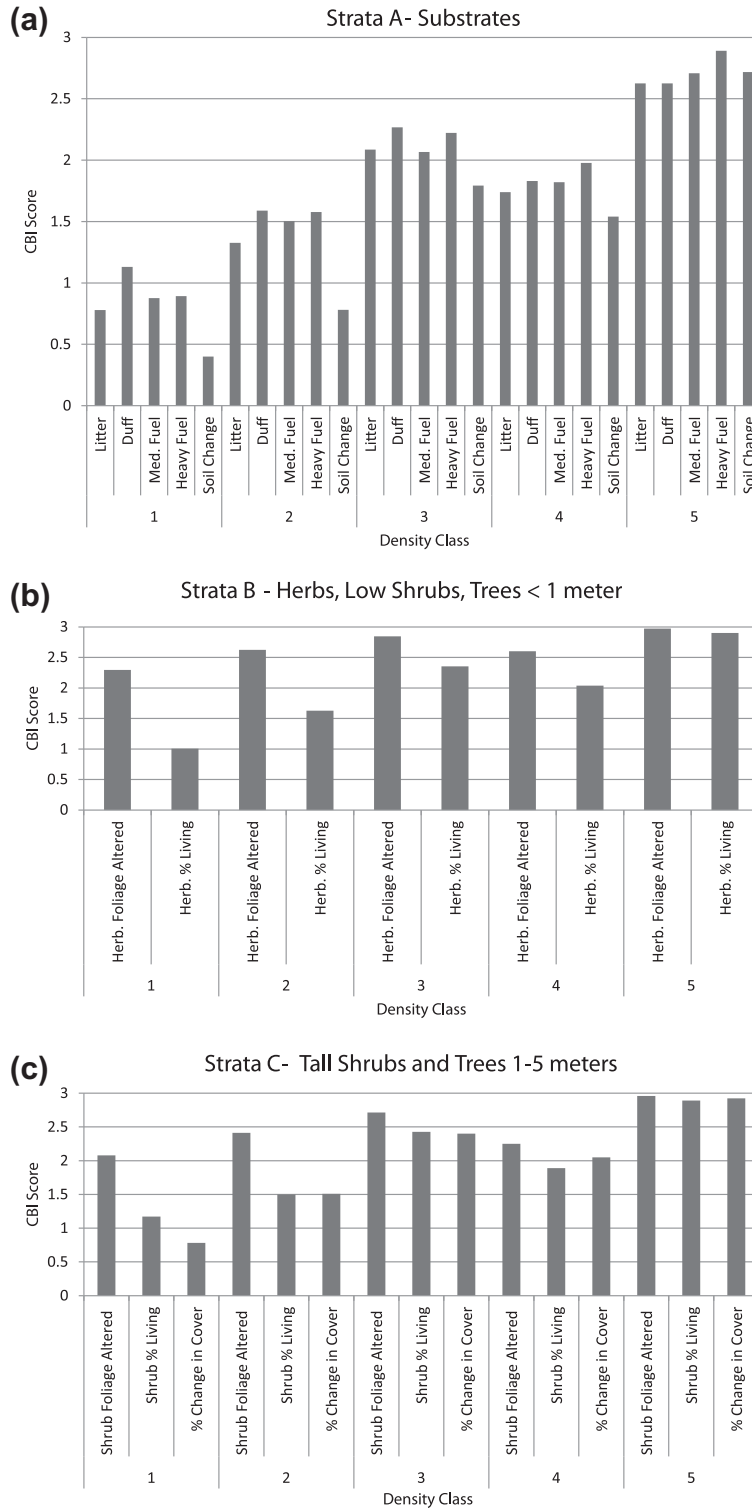 (a)
Strata A- Substrates
3
2.5
2
1.5
1
0.5
0
CBI Score
Litter
Duff
Med. Fuel
Heavy Fuel
Soil Change
Litter
Duff
Med. Fuel
Heavy Fuel
Soil Change
Litter
Duff
Med. Fuel
Heavy Fuel
Soil Change
Litter
Duff
Med. Fuel
Heavy Fuel
Soil Change
Litter
Duff
Med. Fuel
Heavy Fuel
Soil Change
1 2 3 4 5
Density Class
(b)
Strata B - Herbs, Low Shrubs, Trees < 1 meter
3
2.5
2
1.5
1
0.5
0
CBI Score
Herb. Foliage Altered
Herb. % Living
Herb. Foliage Altered
Herb. % Living
Herb. Foliage Altered
Herb. % Living
Herb. Foliage Altered
Herb. % Living
Herb. Foliage Altered
Herb. % Living
1 2 3 4 5
Density Class
(c)
Strata C- Tall Shrubs and Trees 1-5 meters
3
2.5
2
1.5
1
0.5
0
CBI Score
Shrub Foliage Altered
Shrub % Living
% Change in Cover
Shrub Foliage Altered
Shrub % Living
% Change in Cover
Shrub Foliage Altered
Shrub % Living
% Change in Cover
Shrub Foliage Altered
Shrub % Living
% Change in Cover
Shrub Foliage Altered
Shrub % Living
% Change in Cover
1 2 3 4 5
Density Class